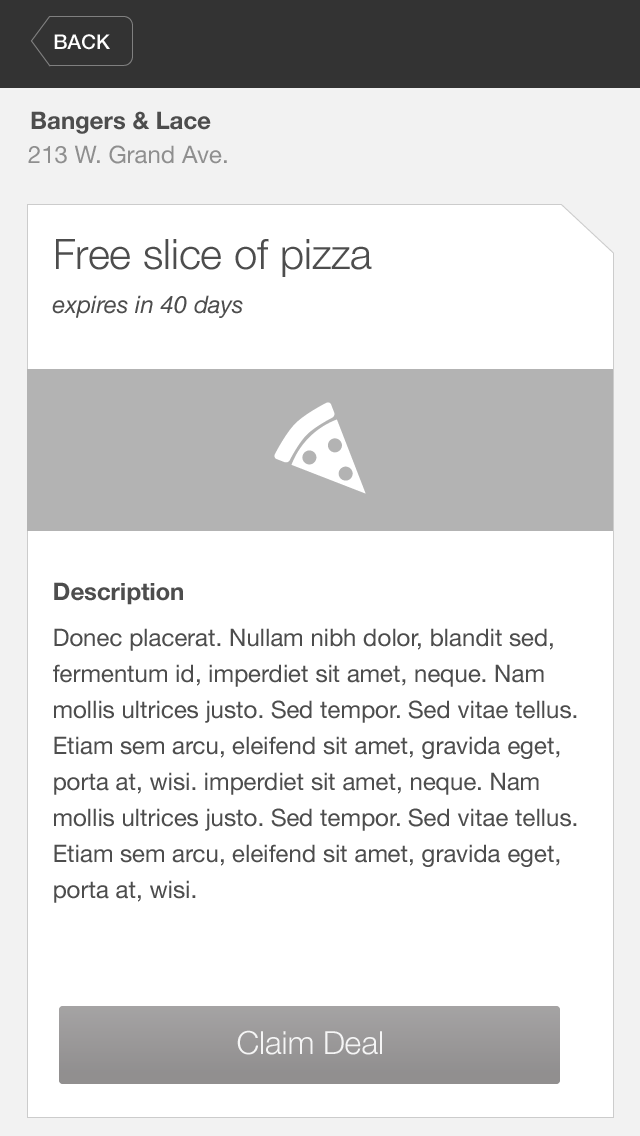 BACK
Bangers & Lace
213 W. Grand Ave.
Free slice of pizza
expires in 40 days
Description
Donec placerat. Nullam nibh dolor, blandit sed,
fermentum id, imperdiet sit amet, neque. Nam
mollis ultrices justo. Sed tempor. Sed vitae tellus.
Etiam sem arcu, eleifend sit amet, gravida eget,
porta at, wisi. imperdiet sit amet, neque. Nam
mollis ultrices justo. Sed tempor. Sed vitae tellus.
Etiam sem arcu, eleifend sit amet, gravida eget,
porta at, wisi.
Claim Deal